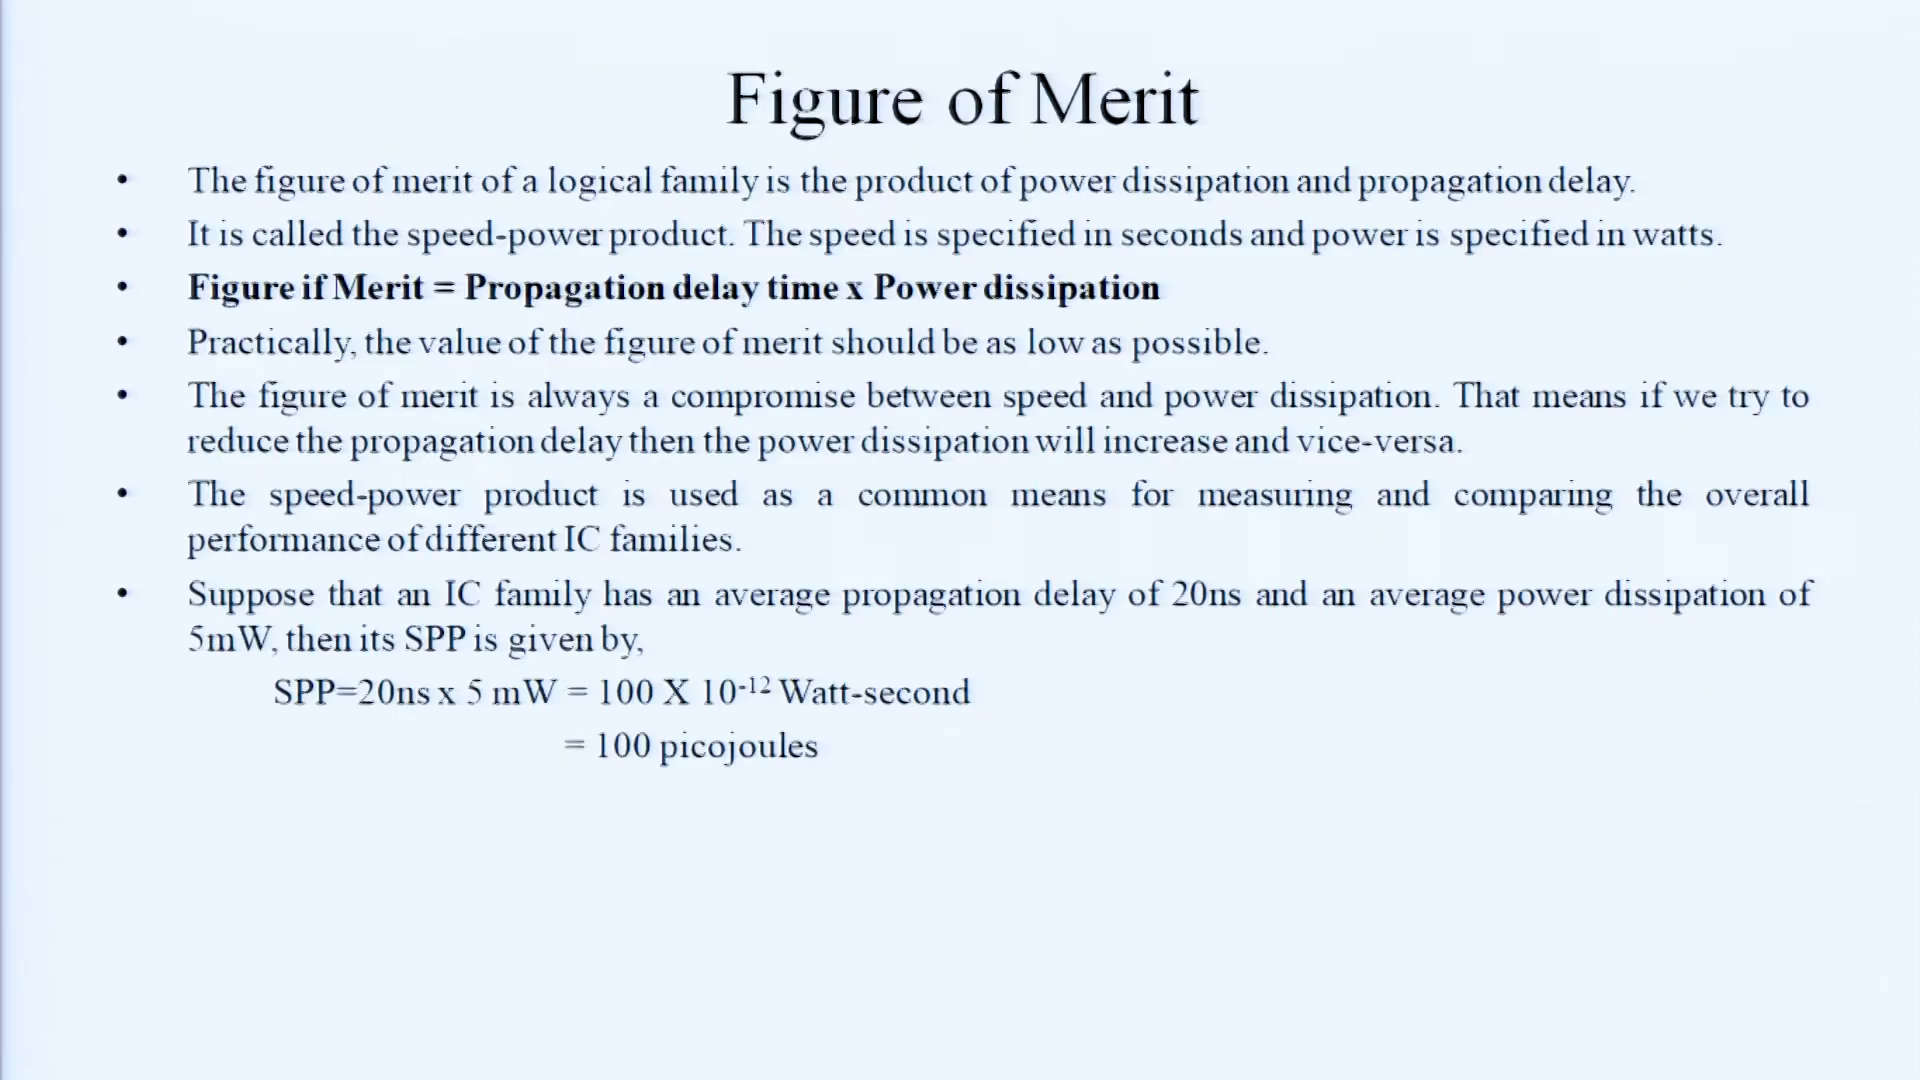 Figure of Merit
• The figure of merit of a logical family is the product of power dissipation and propagation delay.
• It is called the speed-power product. The speed is specified in seconds and power is specified in watts.
• Figure if Merit = Propagation delay time x Power dissipation
• Practically, the value of the figure of merit should be as low as possible.
• The figure of merit is always a compromise between speed and power dissipation. That means if we try to
reduce the propagation delay then the power dissipation will increase and vice-versa.
• The speed-power product is used as a common means for measuring and comparing the overall
performance of different IC families.
• Suppose that an IC family has an average propagation delay of 20ns and an average power dissipation of
5mW, then its SPP is given by,
SPP=20ns x 5 mW = 100 X 10⁻¹² Watt-second
= 100 picojoules